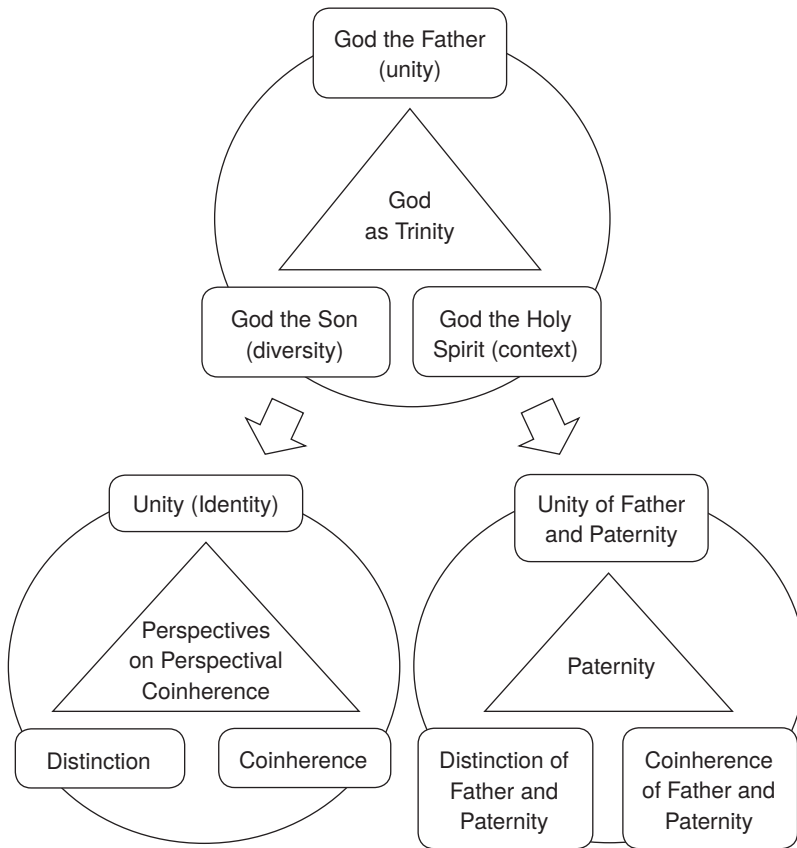 God the Father
(unity)
God
as Trinity
God the Son
(diversity)
God the Holy
Spirit (context)
Unity (Identity)
Perspectives
on Perspectival
Coinherence
Distinction
Coinherence
Unity of Father
and Paternity
Paternity
Distinction of
Father and
Paternity
Coinherence
of Father and
Paternity